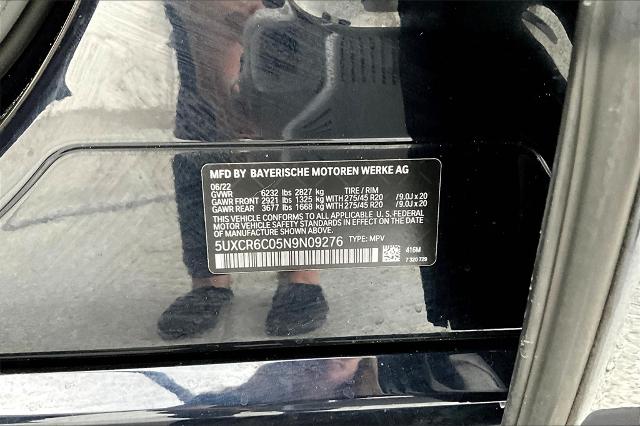 MFD BY BAYERISCHE MOTOREN WERKE AG
06/22
GVWR 6232 lbs 2827 kg TIRE / RIM
GAWR FRONT 2921 lbs 1325 kg WITH 275/45 R20 /9.0J x 20
GAWR REAR 3677 lbs 1668 kg WITH 275/45 R20 /9.0J x 20
THIS VEHICLE CONFORMS TO ALL APPLICABLE U.S. FEDERAL
MOTOR VEHICLE SAFETY STANDARDS IN EFFECT ON THE DATE
OF MANUFACTURE SHOWN ABOVE.
5UXCR6C05N9N09276 TYPE: MPV
416M
7 320 729